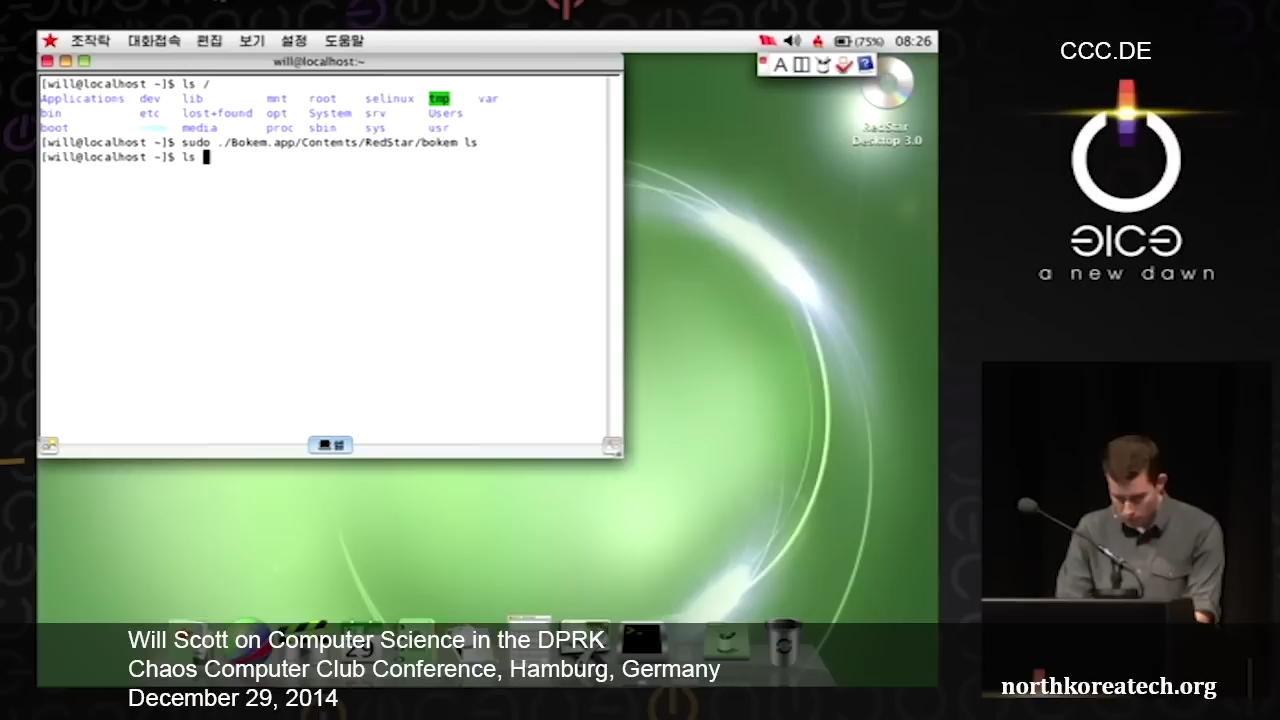 조작탁 대화접속 편집 보기 설정 도움말 (75%) 08:26
will@localhost:~
[will@localhost ~]$ ls /
Applications dev lib mnt root selinux tmp var
bin etc lost+found opt System srv Users
boot media proc sbin sys usr
[will@localhost ~]$ sudo ./Bokem.app/Contents/RedStar/bokem ls
[will@localhost ~]$ ls
A
RedStar
Desktop 3.0
CCC.DE
a new dawn
Will Scott on Computer Science in the DPRK
Chaos Computer Club Conference, Hamburg, Germany
December 29, 2014
northkoreatech.org